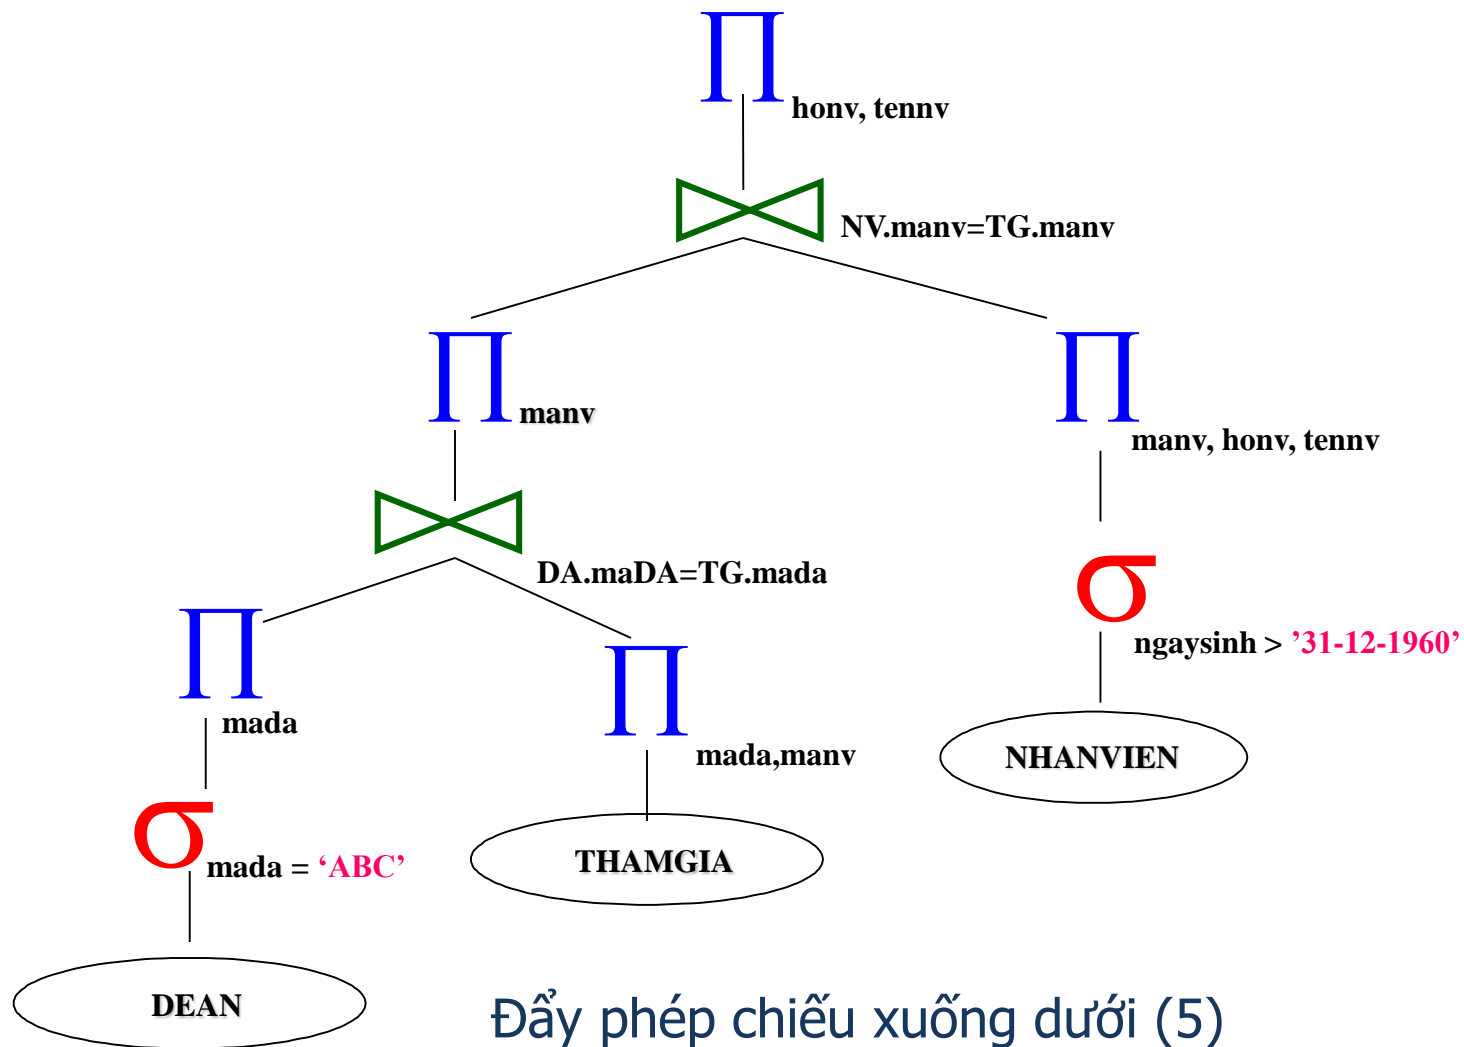 ∏
honv, tennv
NV.manv=TG.manv
∏
manv
∏
manv, honv, tennv
DA.maDA=TG.mada
σ
ngaysinh > ’31-12-1960’
∏
mada
∏
mada,manv
NHANVIEN
σ
mada = ‘ABC’
THAMGIA
DEAN
Đẩy phép chiếu xuống dưới (5)